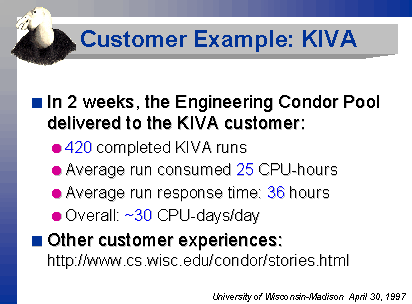 Customer Example: KIVA
In 2 weeks, the Engineering Condor Pool
delivered to the KIVA customer:
420 completed KIVA runs
Average run consumed 25 CPU-hours
Average run response time: 36 hours
Overall: ~30 CPU-days/day
Other customer experiences:
http://www.cs.wisc.edu/condor/stories.html
University of Wisconsin-Madison April 30, 1997